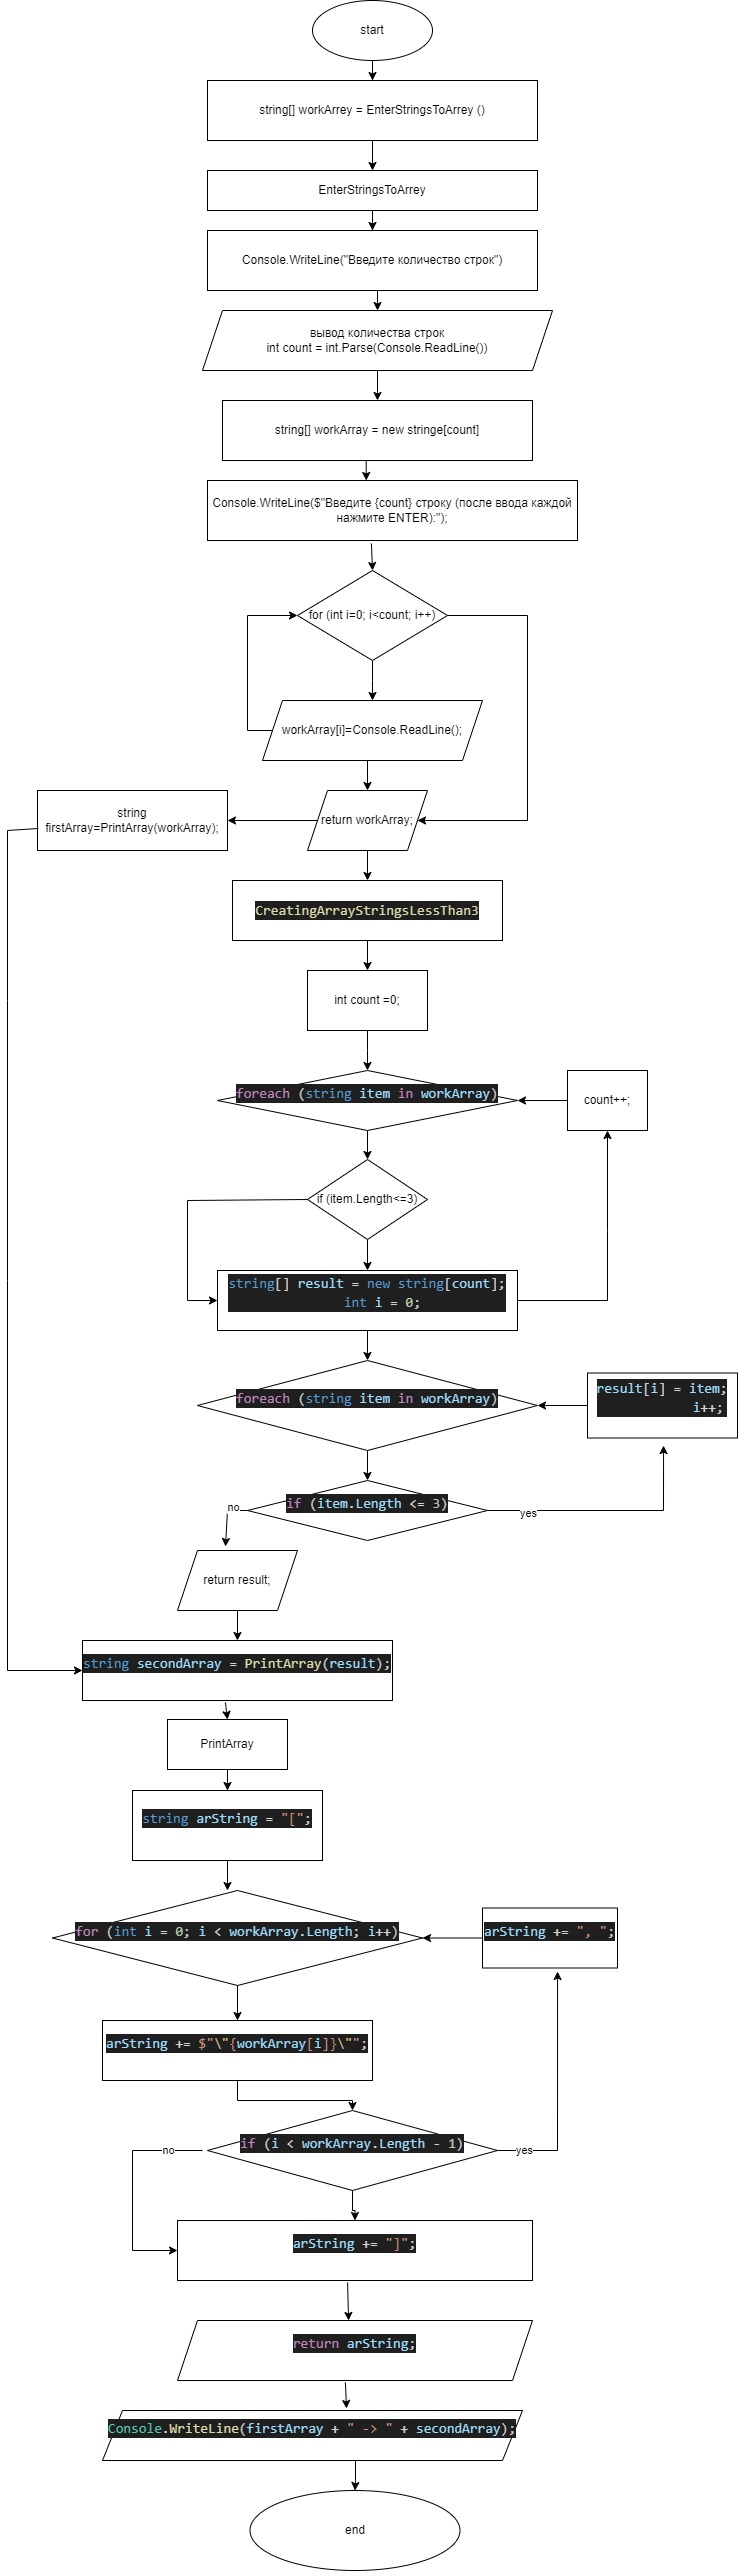 start
string[] workArrey = EnterStringsToArrey ()
EnterStringsToArrey
Console.WriteLine("Введите количество строк")
вывод количества строк
int count = int.Parse(Console.ReadLine())
string[] workArray = new stringe[count]
Console.WriteLine($"Введите {count} строку (после ввода каждой
нажмите ENTER):");
for (int i=0; i<count; i++)
workArray[i]=Console.ReadLine();
string
firstArray=PrintArray(workArray);
return workArray;
CreatingArrayStringsLessThan3
int count =0;
foreach (string item in workArray)
count++;
if (item.Length<=3)
string[] result = new string[count];
int i = 0;
foreach (string item in workArray)
result[i] = item;
i++;
if (item.Length <= 3)
no
yes
return result;
string secondArray = PrintArray(result);
PrintArray
string arString = "[";
for (int i = 0; i < workArray.Length; i++)
arString += ", ";
arString += $"\"{workArray[i]}\"";
if (i < workArray.Length - 1)
no
yes
arString += "]";
return arString;
Console.WriteLine(firstArray + " -> " + secondArray);
end